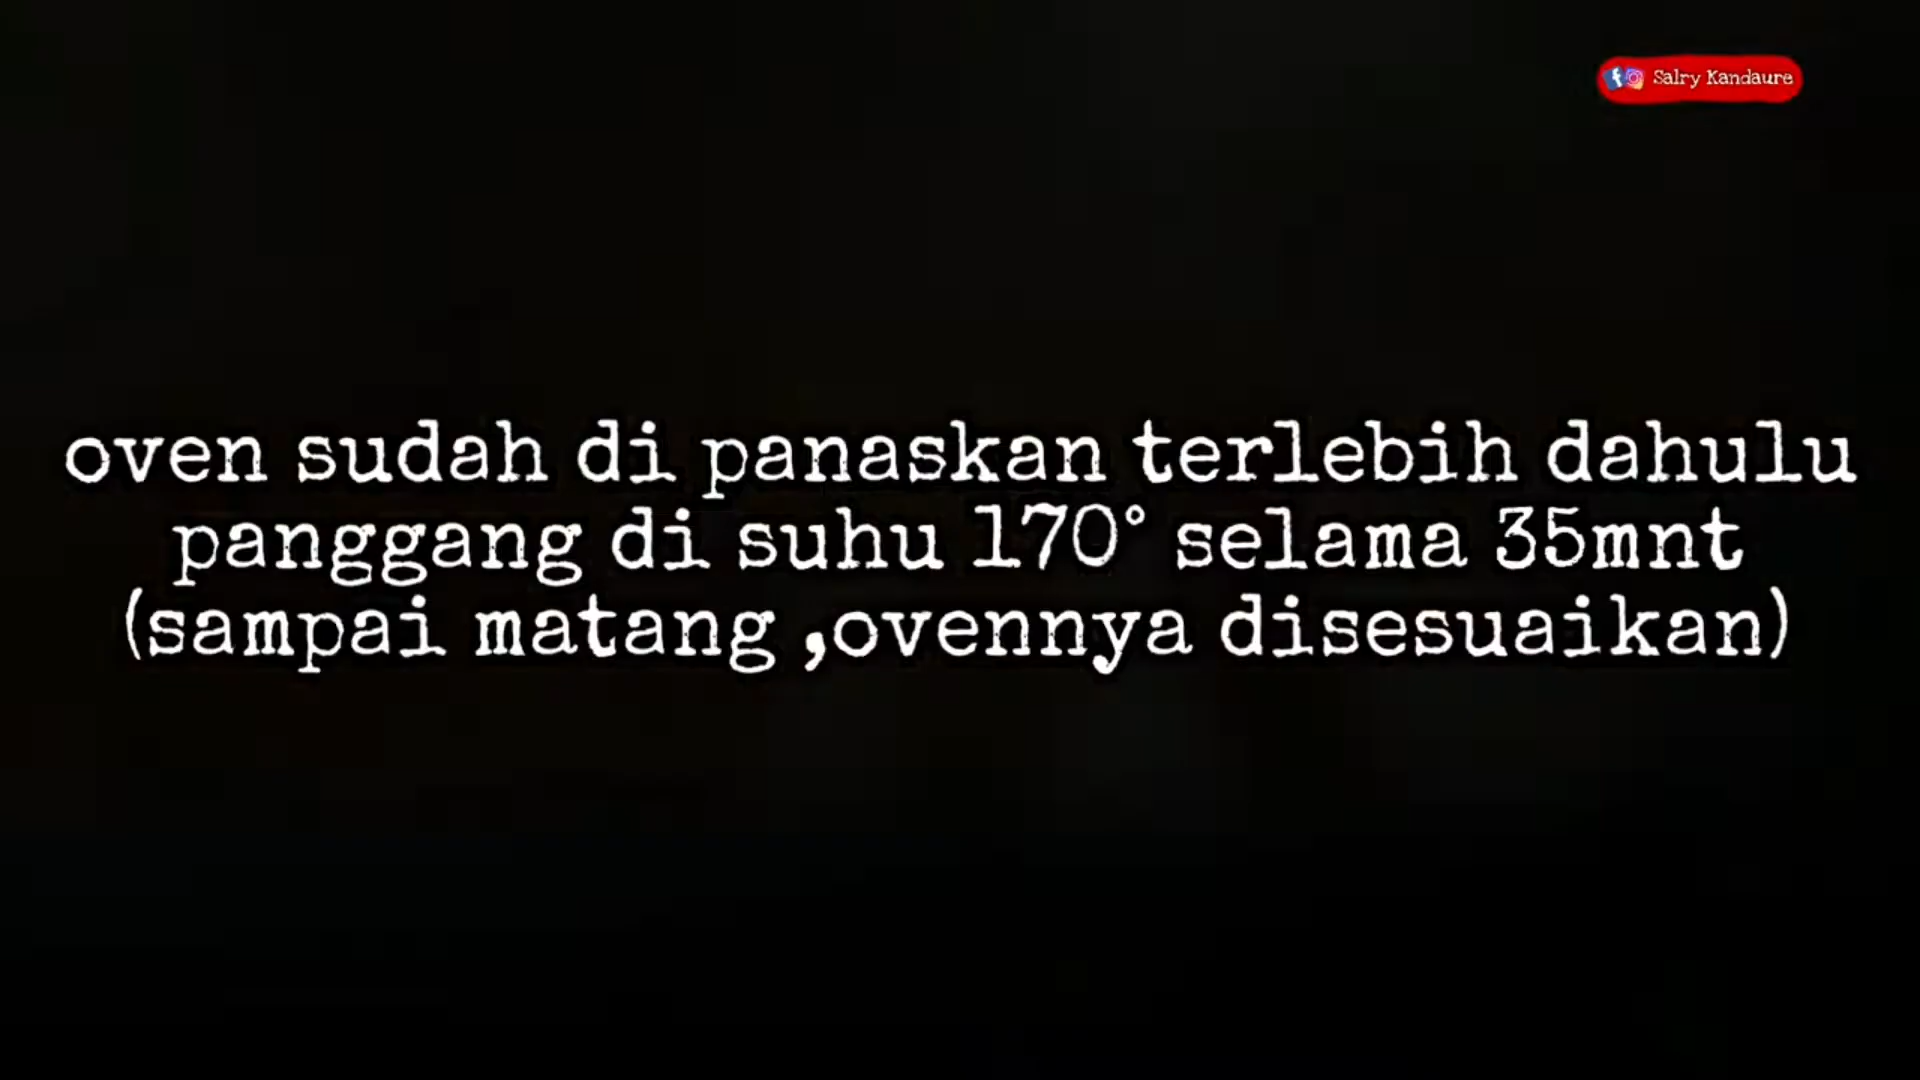 Salry Kandaure
oven sudah di panaskan terlebih dahulu
panggang di suhu 170° selama 35mnt
(sampai matang ,ovennya disesuaikan)